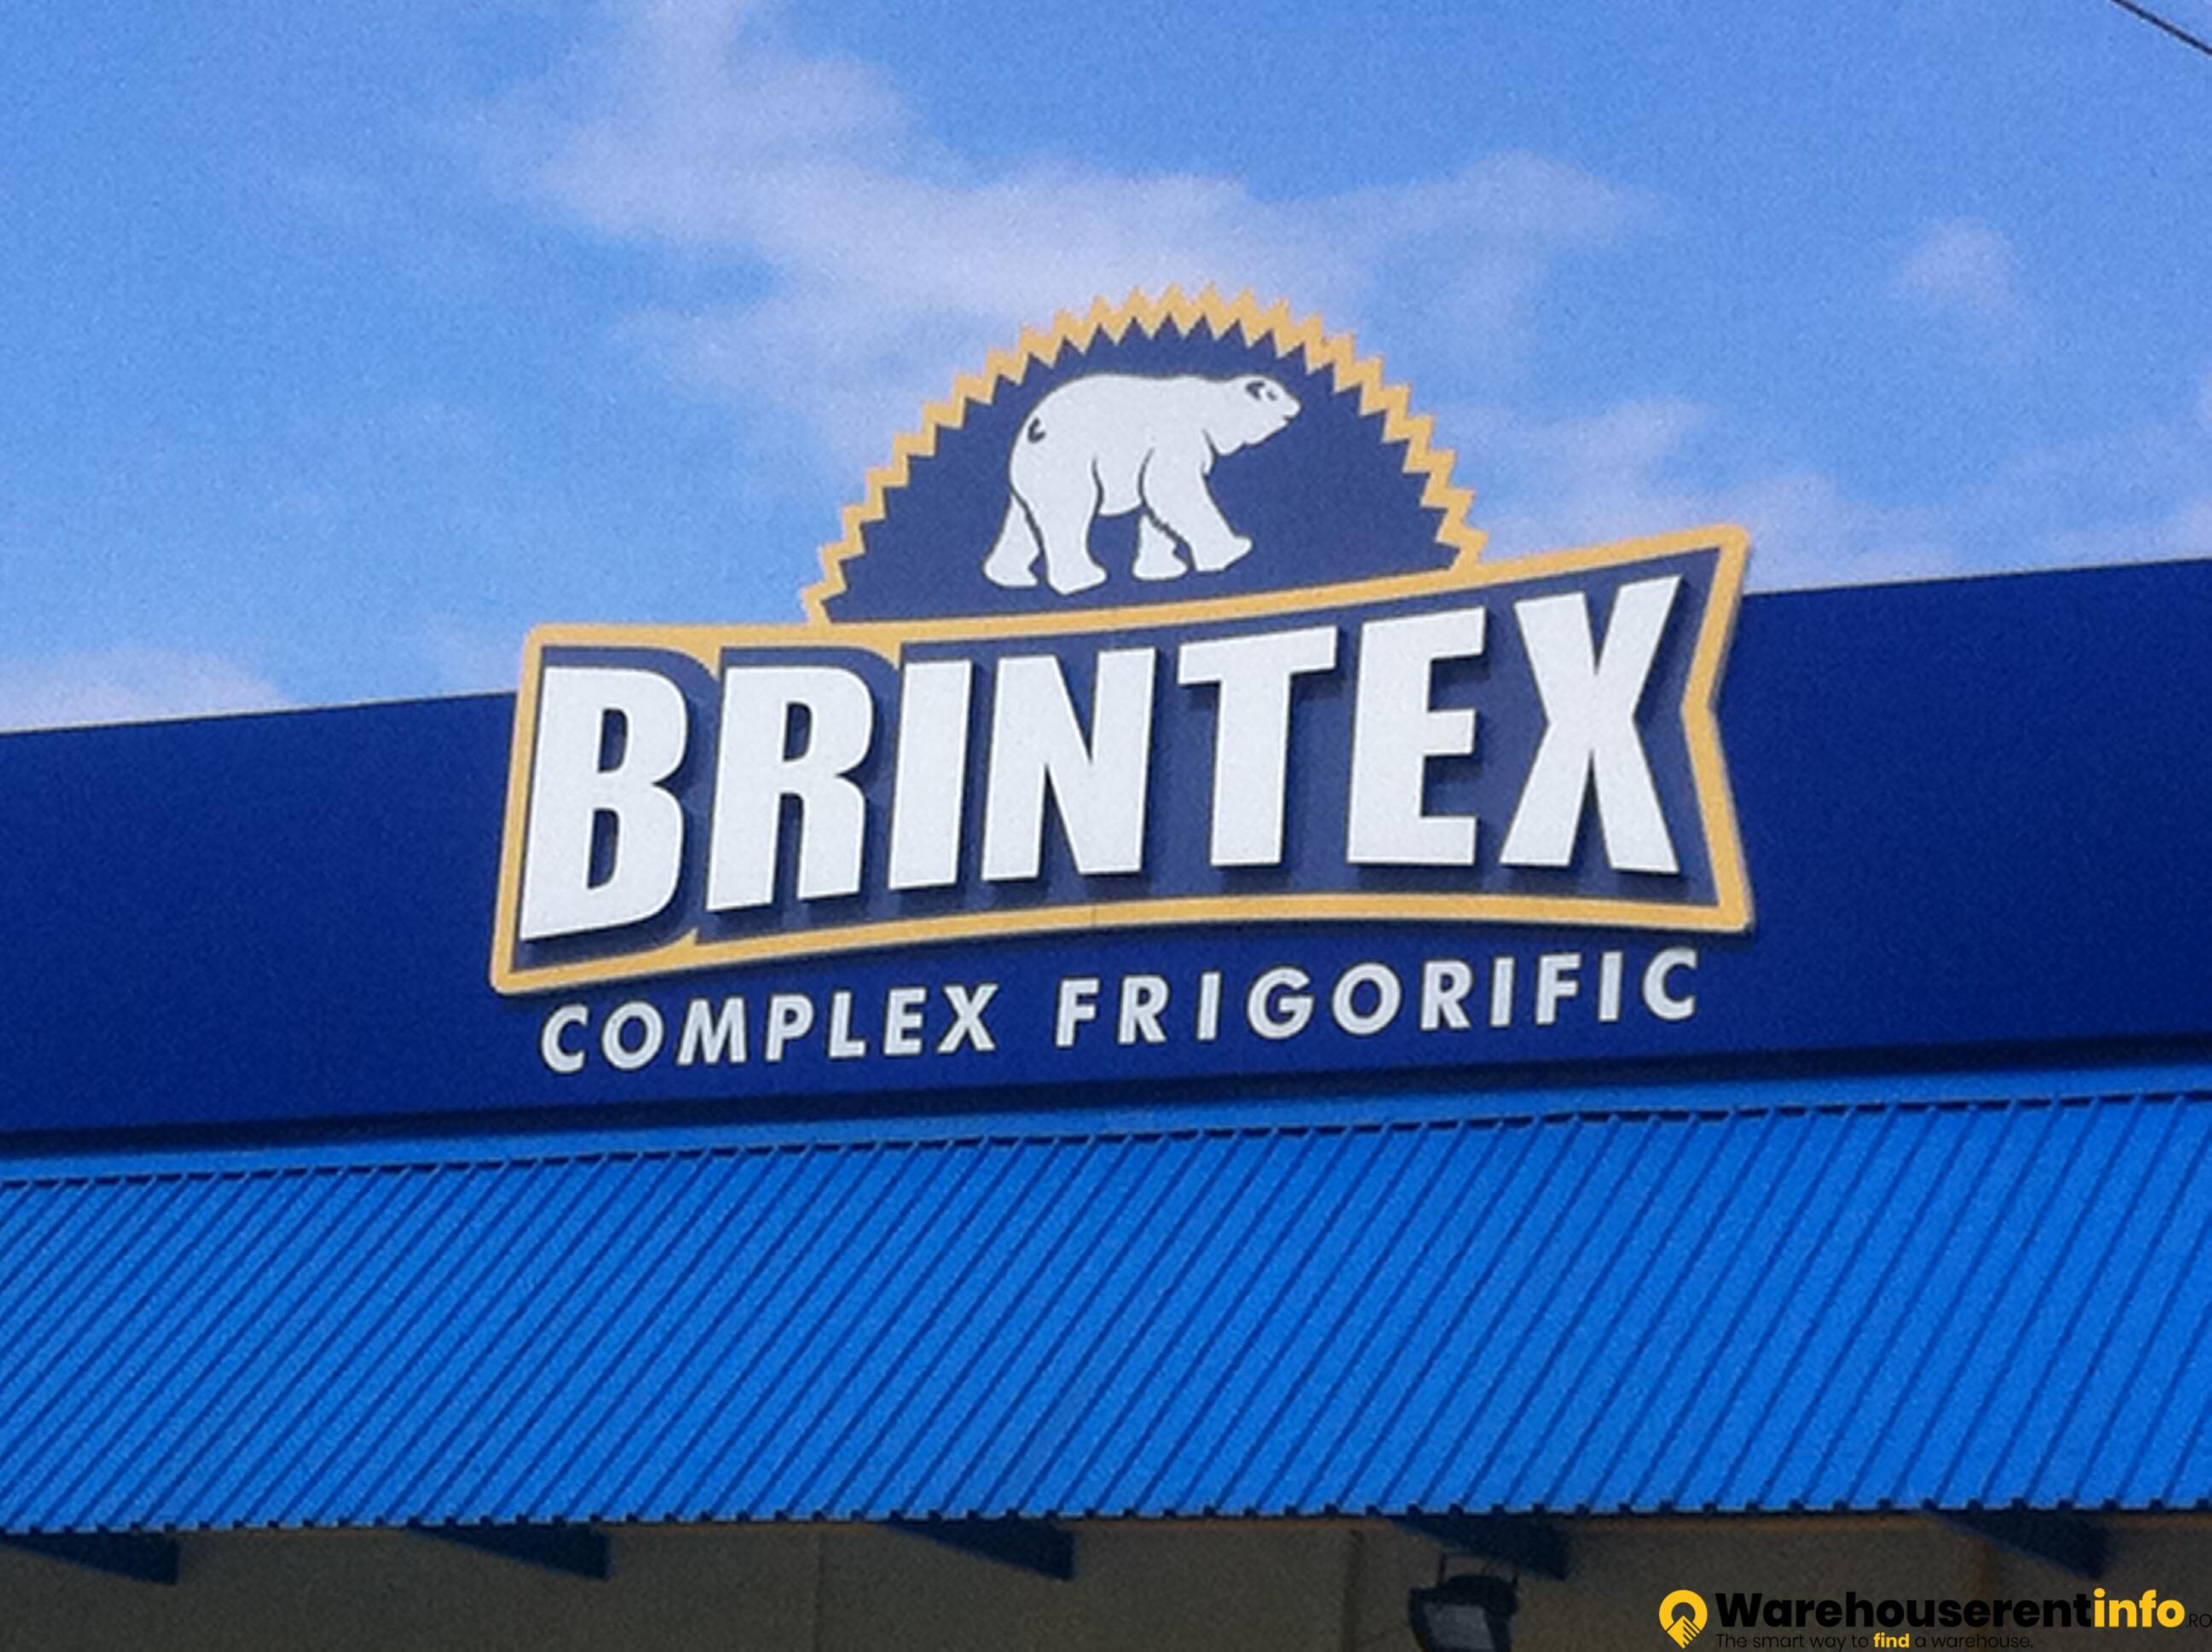 BRINTEX
COMPLEX FRIGORIFIC
Warehouserentinfo.RO
The smart way to find a warehouse.